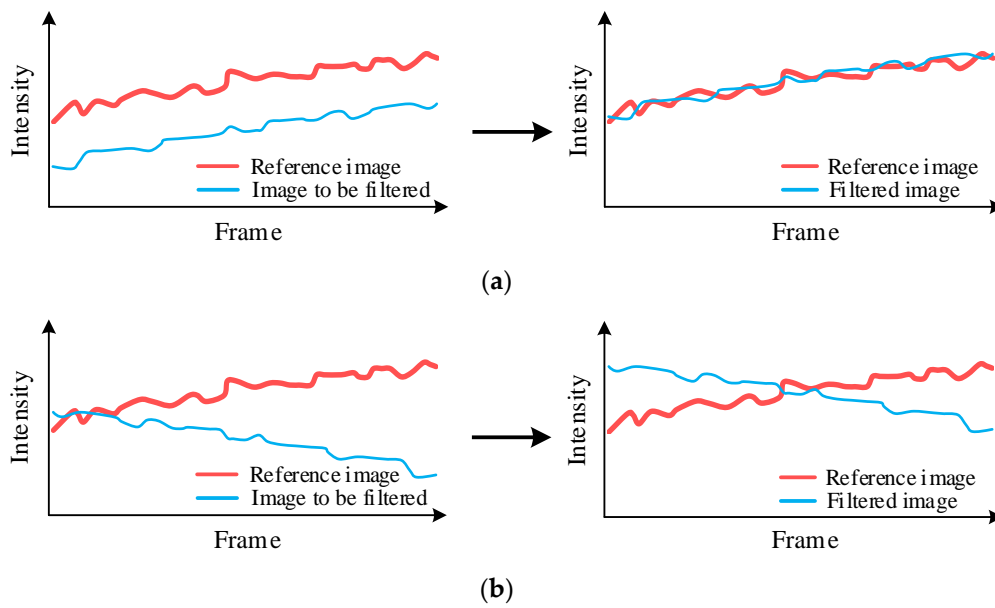 Intensity
Reference image
Image to be filtered
Frame
Intensity
Reference image
Filtered image
Frame
(a)
Intensity
Reference image
Image to be filtered
Frame
Intensity
Reference image
Filtered image
Frame
(b)